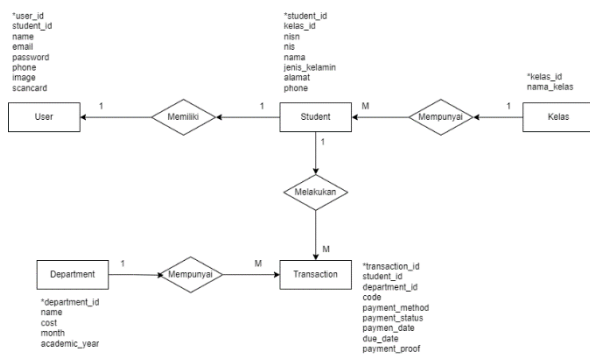 *user_id
student_id
name
email
password
phone
image
scancard
*student_id
kelas_id
nisn
nis
nama
jenis_kelamin
alamat
phone
*kelas_id
nama_kelas
User
1
Memiliki
1
Student
M
Mempunyai
1
Kelas
1
Melakukan
M
Department
1
Mempunyai
M
Transaction
*department_id
name
cost
month
academic_year
*transaction_id
student_id
department_id
code
payment_method
payment_status
paymen_date
due_date
payment_proof